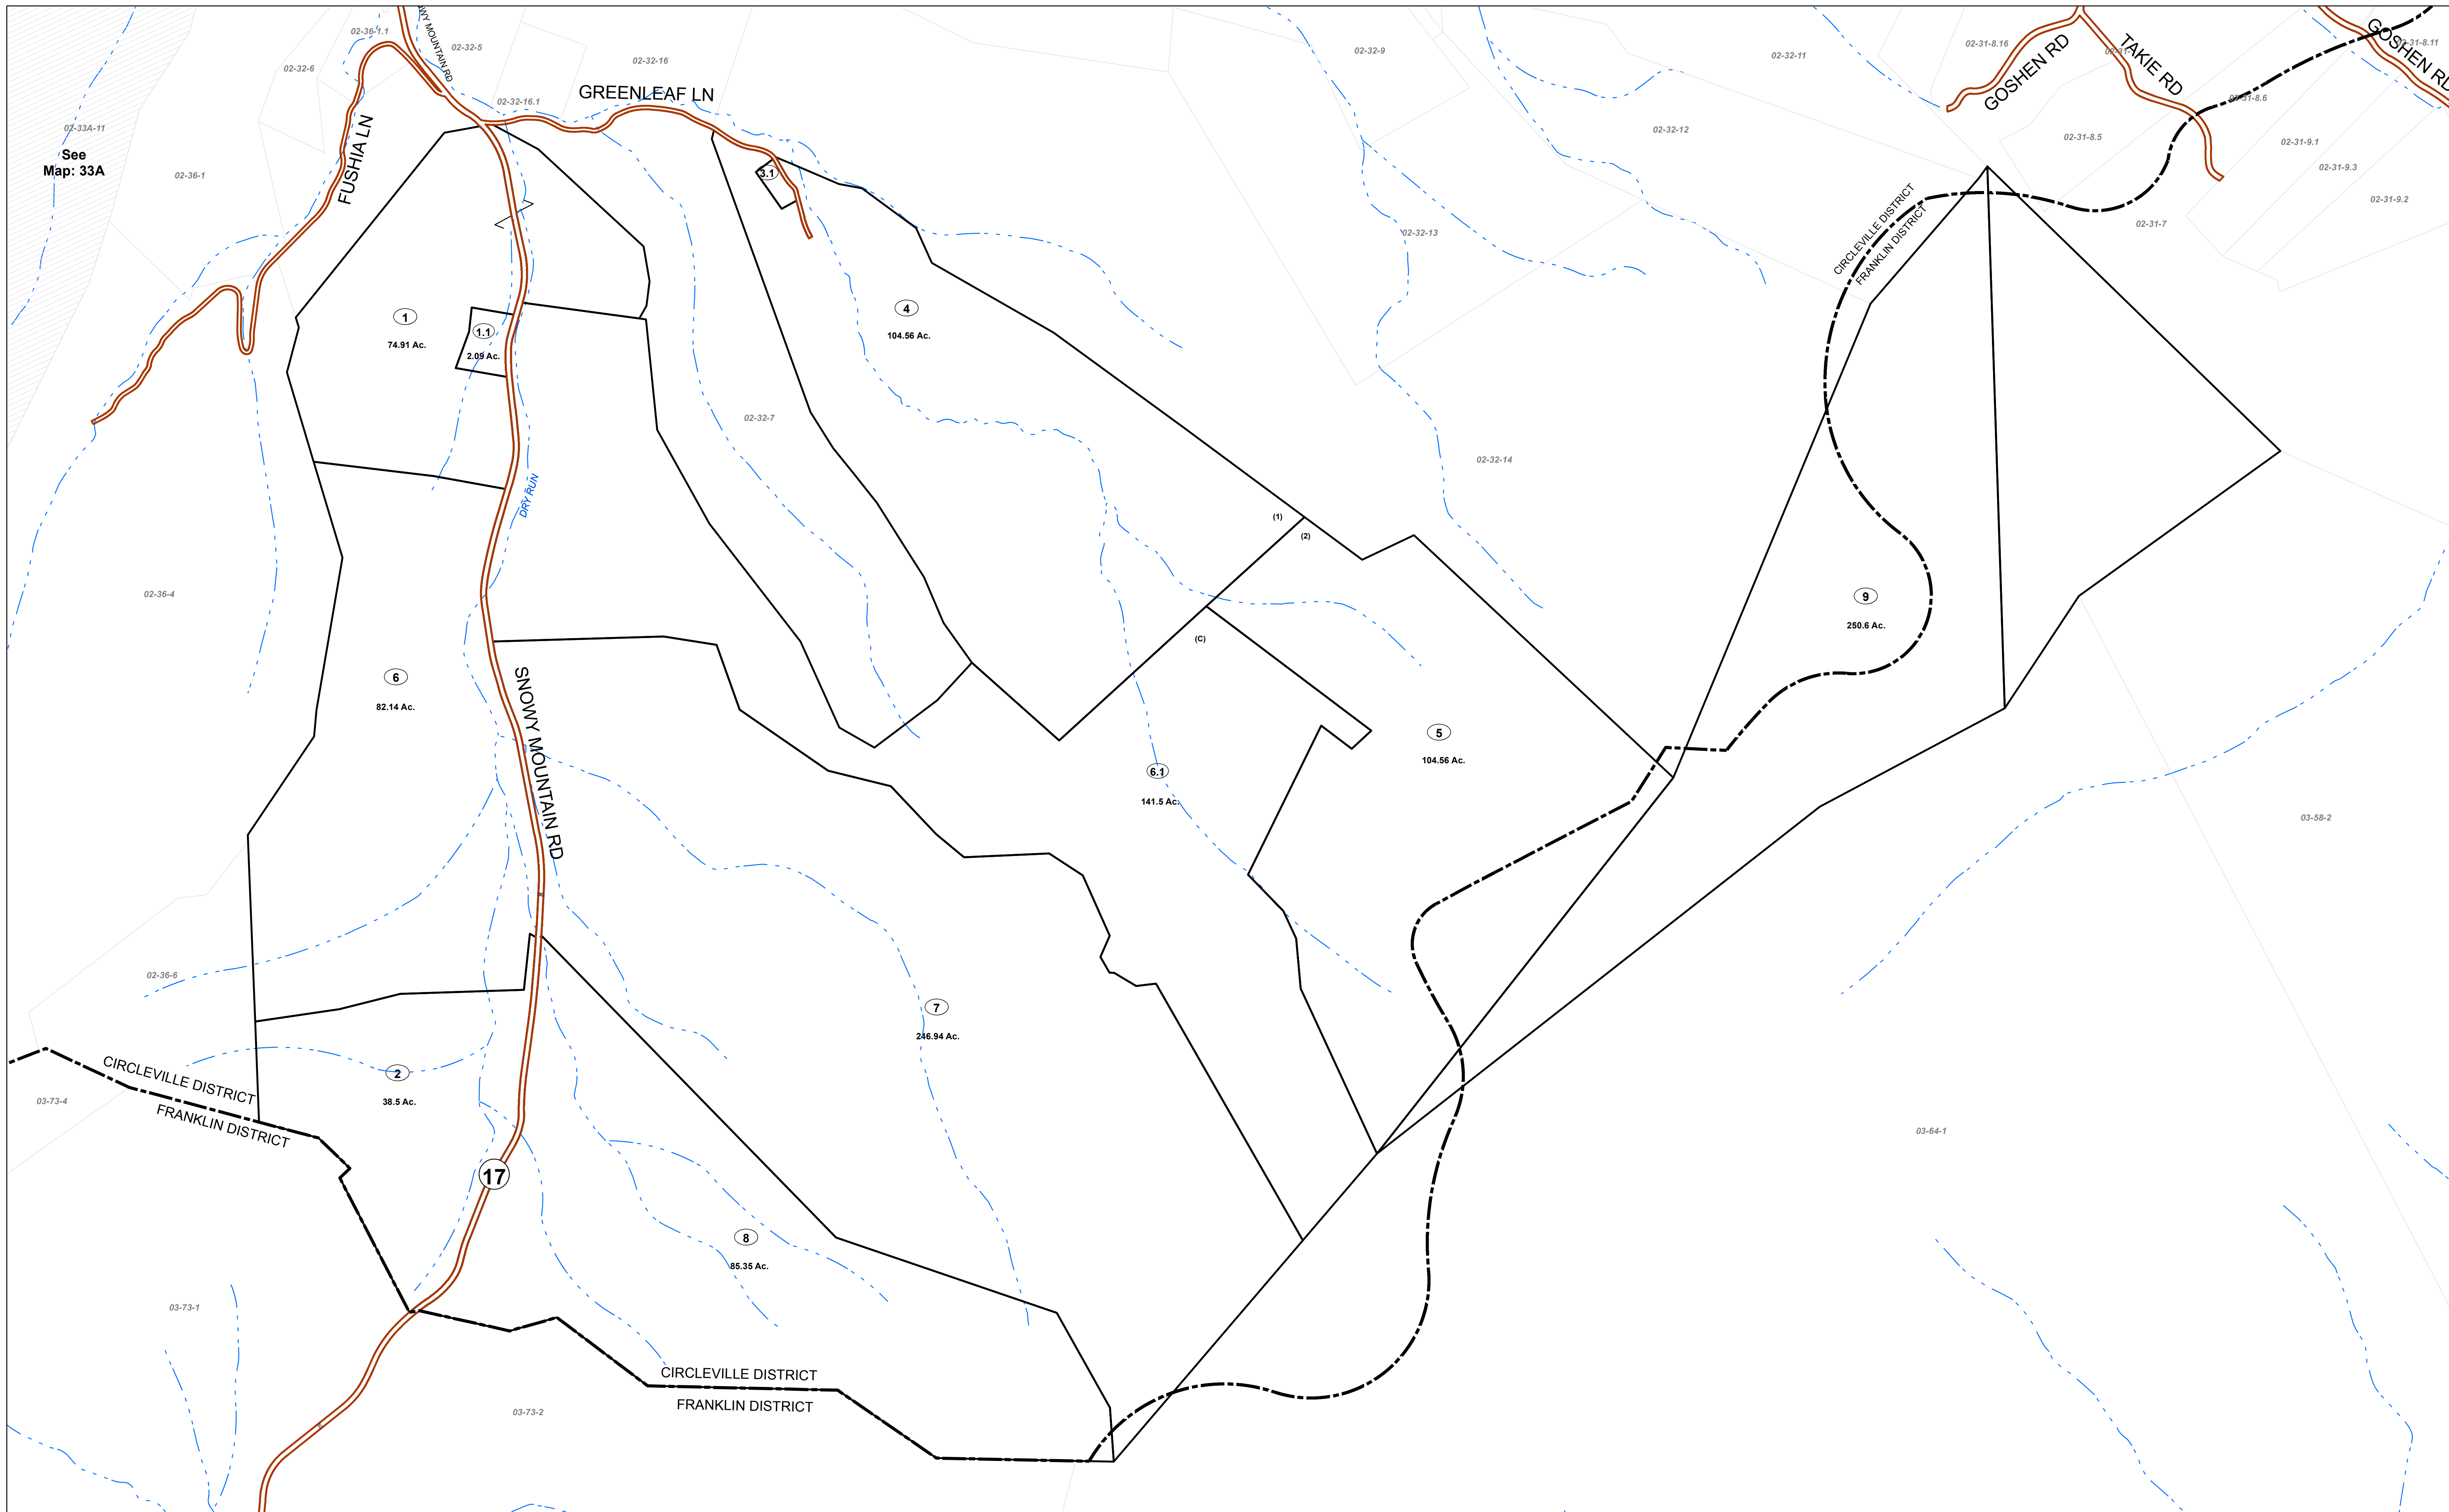 02-36-1.1
SNOWY MOUNTAIN RD
02-32-5
02-32-6
02-32-16
02-32-16.1
GREENLEAF LN
02-32-9
02-32-11
02-31-8.16
GOSHEN RD
TAKIE RD
GOSHEN RD
02-31-8.11
02-31-8.6
02-33A-11
See
Map: 33A
02-36-1
FUSHIA LN
3.1
02-32-12
02-31-8.5
02-31-9.1
02-31-9.3
02-31-9.2
02-31-7
02-32-13
CIRCLEVILLE DISTRICT
FRANKLIN DISTRICT
1
74.91 Ac.
1.1
2.09 Ac.
4
104.56 Ac.
02-32-7
02-32-14
DRY RUN
(1)
(2)
02-36-4
9
250.6 Ac.
(C)
6
82.14 Ac.
SNOWY MOUNTAIN RD
5
104.56 Ac.
6.1
141.5 Ac.
03-58-2
02-36-6
7
246.94 Ac.
CIRCLEVILLE DISTRICT
FRANKLIN DISTRICT
03-73-4
2
38.5 Ac.
03-64-1
17
8
85.35 Ac.
03-73-1
CIRCLEVILLE DISTRICT
FRANKLIN DISTRICT
03-73-2